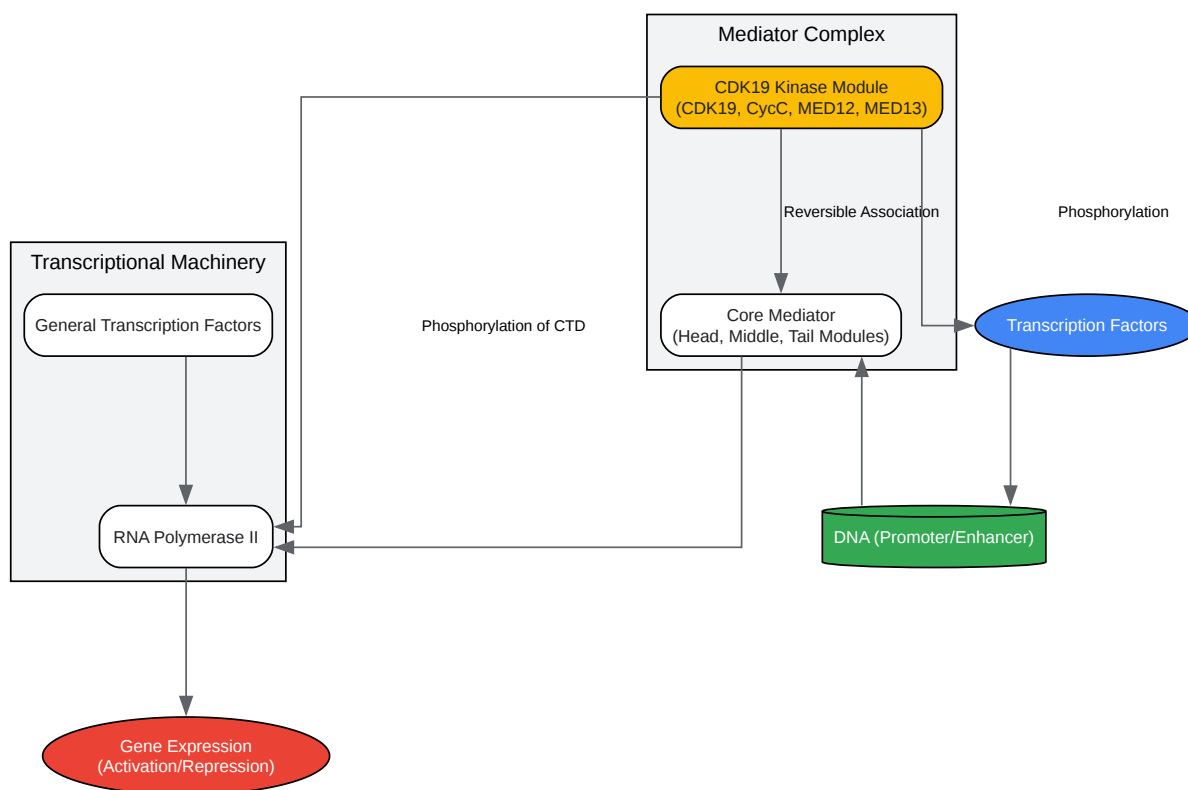 Mediator Complex
CDK19 Kinase Module
(CDK19, CycC, MED12, MED13)
Reversible Association
Phosphorylation
Transcriptional Machinery
General Transcription Factors
Phosphorylation of CTD
Core Mediator
(Head, Middle, Tail Modules)
Transcription Factors
RNA Polymerase II
DNA (Promoter/Enhancer)
Gene Expression
(Activation/Repression)